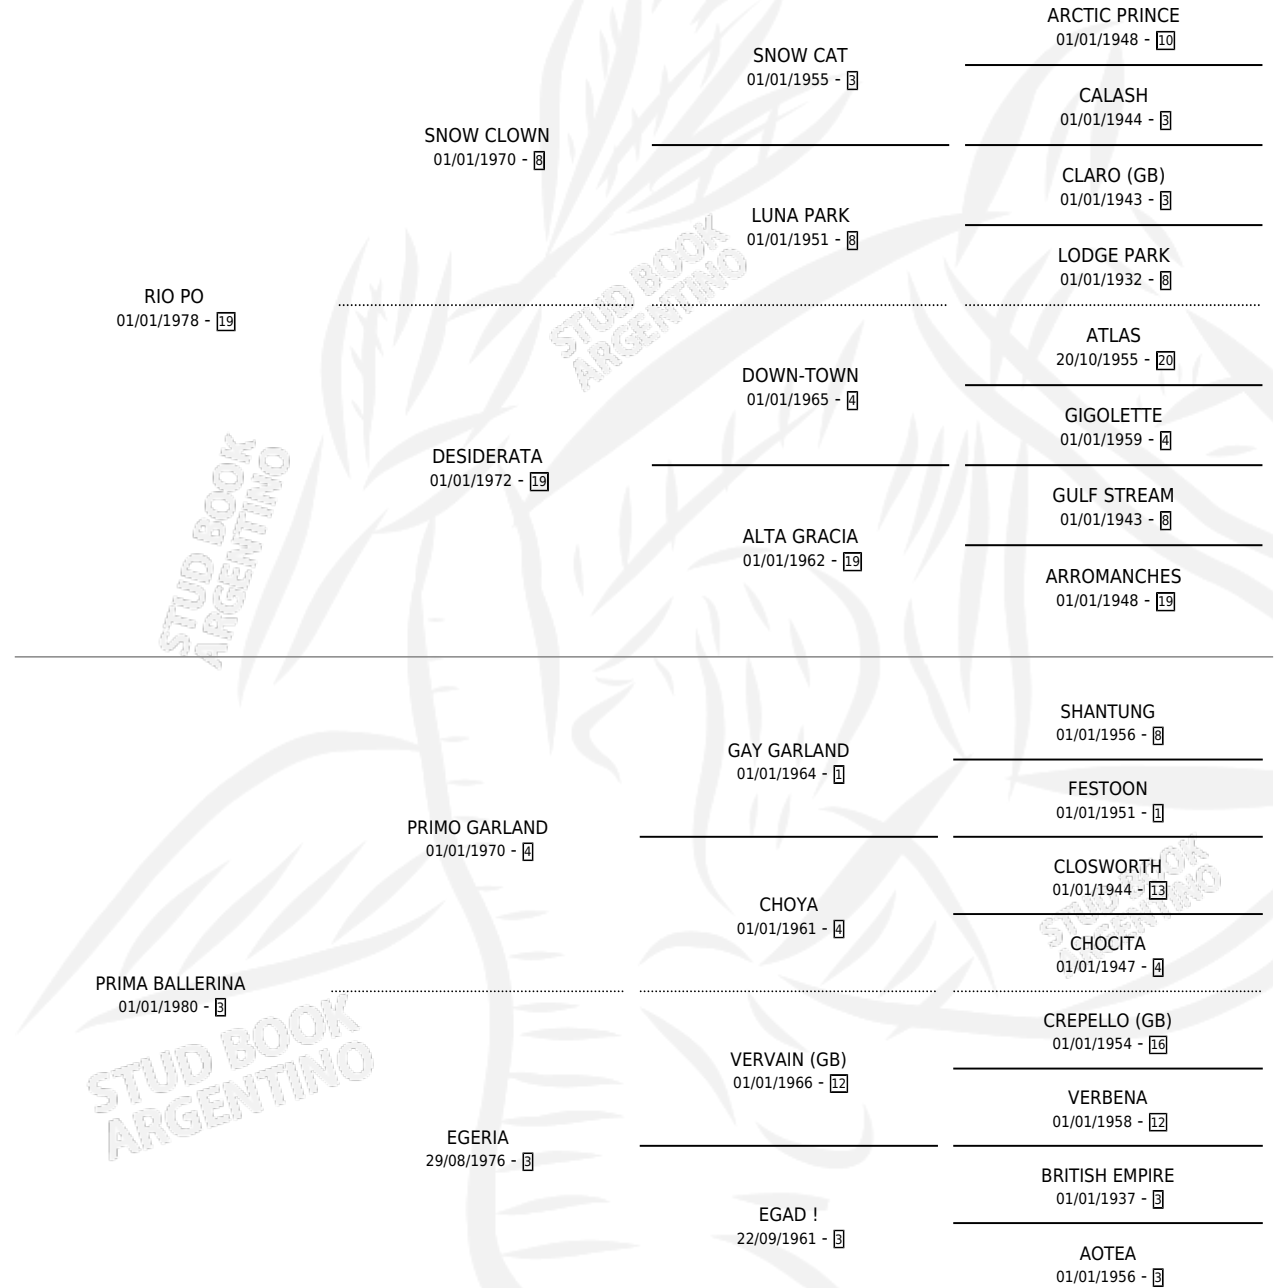 ARCTIC PRINCE
01/01/1948 - 10
SNOW CAT
01/01/1955 - 3
CALASH
01/01/1944 - 3
SNOW CLOWN
01/01/1970 - 8
CLARO (GB)
01/01/1943 - 3
LUNA PARK
01/01/1951 - 8
LODGE PARK
01/01/1932 - 8
RIO PO
01/01/1978 - 19
ATLAS
20/10/1955 - 20
DOWN-TOWN
01/01/1965 - 4
GIGOLETTE
01/01/1959 - 4
DESIDERATA
01/01/1972 - 19
GULF STREAM
01/01/1943 - 8
ALTA GRACIA
01/01/1962 - 19
ARROMANCHES
01/01/1948 - 19
STUD BOOK
ARGENTINO
STUD BOOK
ARGENTINO
SHANTUNG
01/01/1956 - 8
GAY GARLAND
01/01/1964 - 1
FESTOON
01/01/1951 - 1
PRIMO GARLAND
01/01/1970 - 4
CLOSWORTH
01/01/1944 - 13
CHOYA
01/01/1961 - 4
CHOCITA
01/01/1947 - 4
PRIMA BALLERINA
01/01/1980 - 3
CREPELLO (GB)
01/01/1954 - 16
VERVAIN (GB)
01/01/1966 - 12
VERBENA
01/01/1958 - 12
EGERIA
29/08/1976 - 3
BRITISH EMPIRE
01/01/1937 - 3
EGAD !
22/09/1961 - 3
AOTEA
01/01/1956 - 3
STUD BOOK
ARGENTINO
STUD BOOK
ARGENTINO